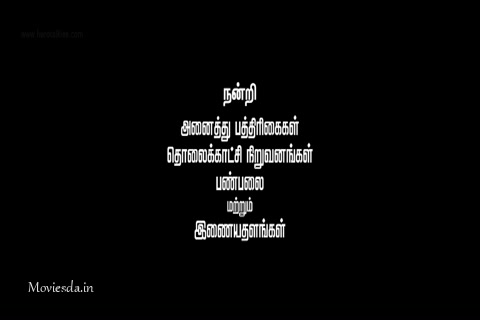 நன்றி
அனைத்து பத்திரிகைகள்
தொலைக்காட்சி நிறுவனங்கள்
பண்பலை
மற்றும்
இணையதளங்கள்
Moviesda.in